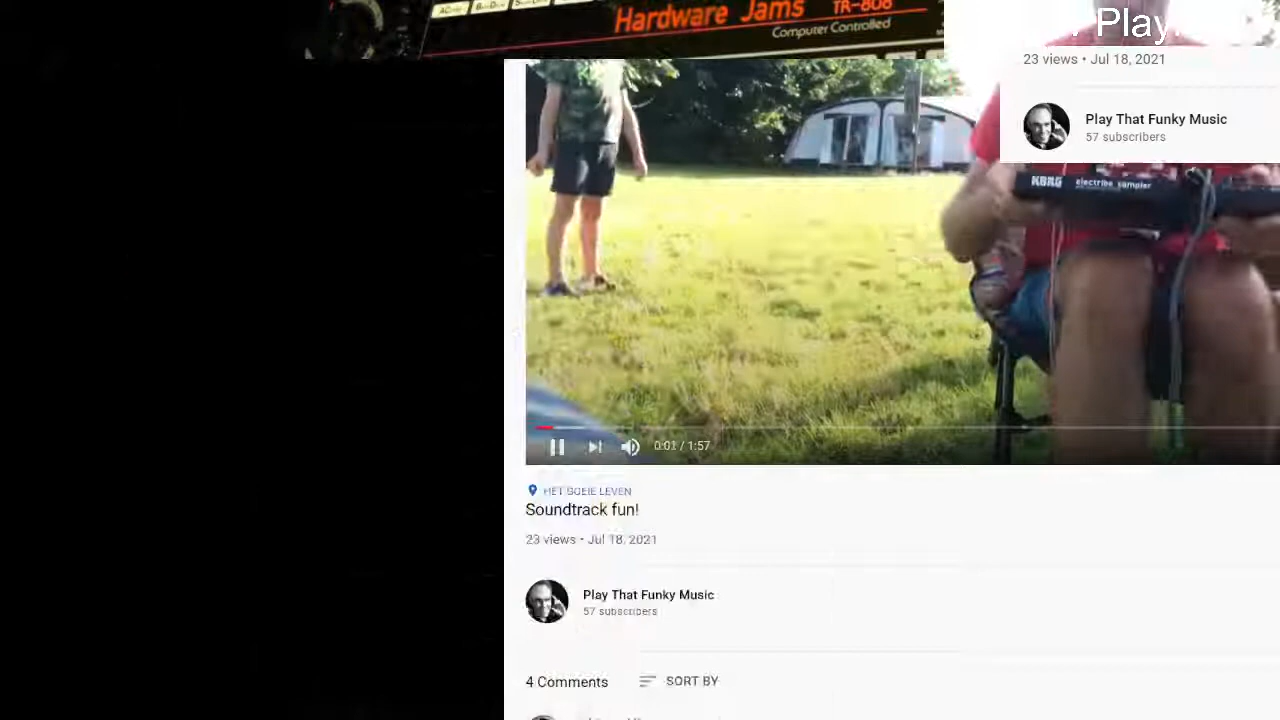 Hardware Jams TR-808
Computer Controlled
Play
23 views • Jul 18, 2021
Play That Funky Music
57 subscribers
KORG electribe sampler
0:01 / 1:57
HET GOEIE LEVEN
Soundtrack fun!
23 views • Jul 18, 2021
Play That Funky Music
57 subscribers
4 Comments SORT BY